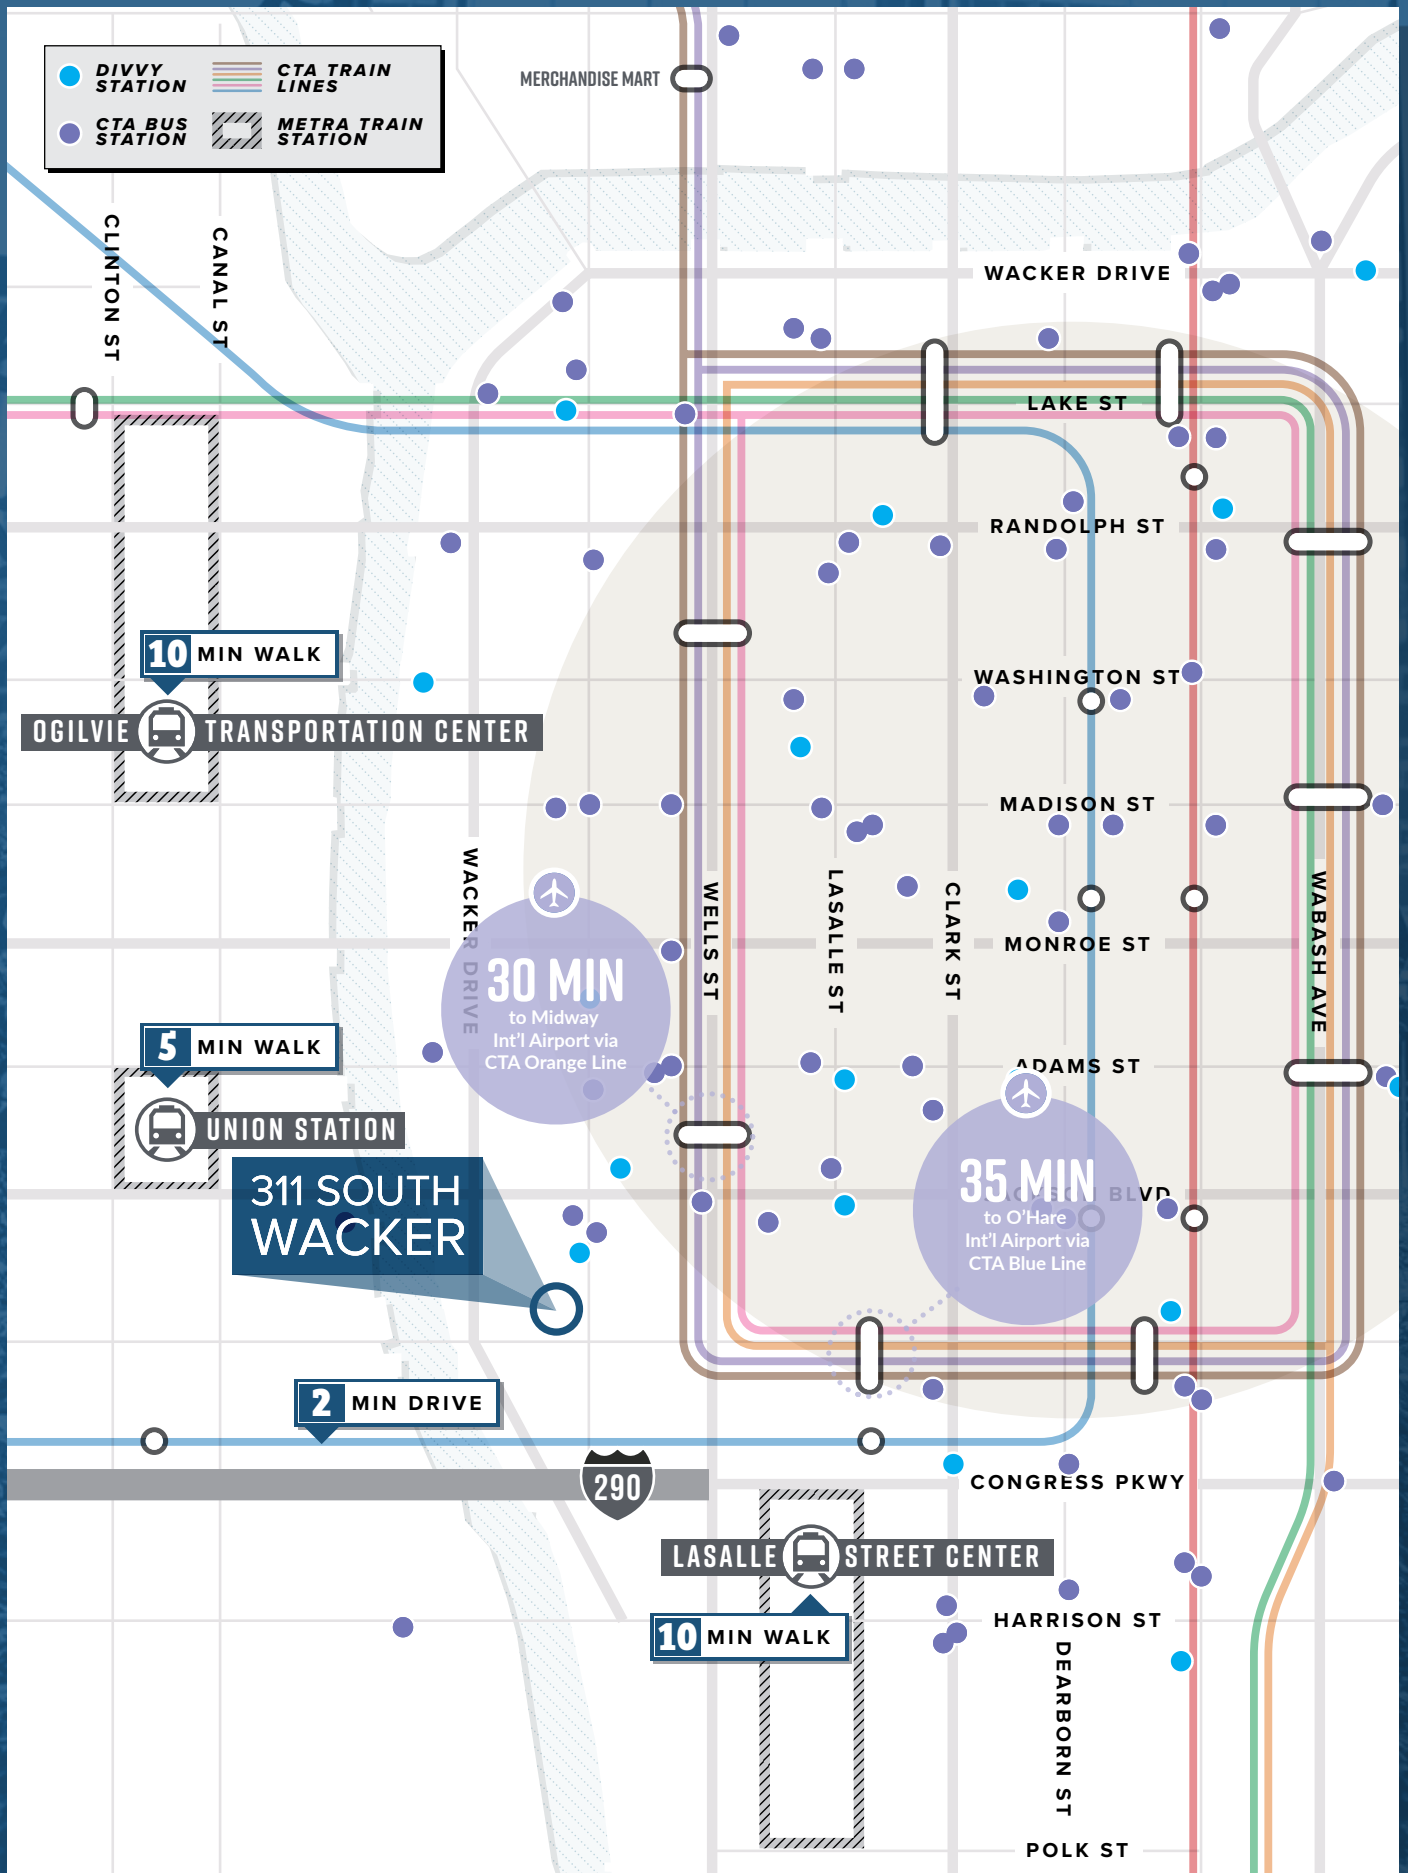 DIVVY
STATION
CTA TRAIN
LINES
CTA BUS
STATION
METRA TRAIN
STATION
MERCHANDISE MART
CLINTON ST
CANAL ST
WACKER DRIVE
LAKE ST
RANDOLPH ST
10 MIN WALK
OGILVIE TRANSPORTATION CENTER
WASHINGTON ST
MADISON ST
WACKER DRIVE
WELLS ST
LASALLE ST
CLARK ST
WABASH AVE
MONROE ST
30 MIN
to Midway
Int'l Airport via
CTA Orange Line
5 MIN WALK
UNION STATION
ADAMS ST
311 SOUTH
WACKER
JACKSON BLVD
35 MIN
to O'Hare
Int'l Airport via
CTA Blue Line
2 MIN DRIVE
290
CONGRESS PKWY
LASALLE STREET CENTER
10 MIN WALK
HARRISON ST
DEARBORN ST
POLK ST